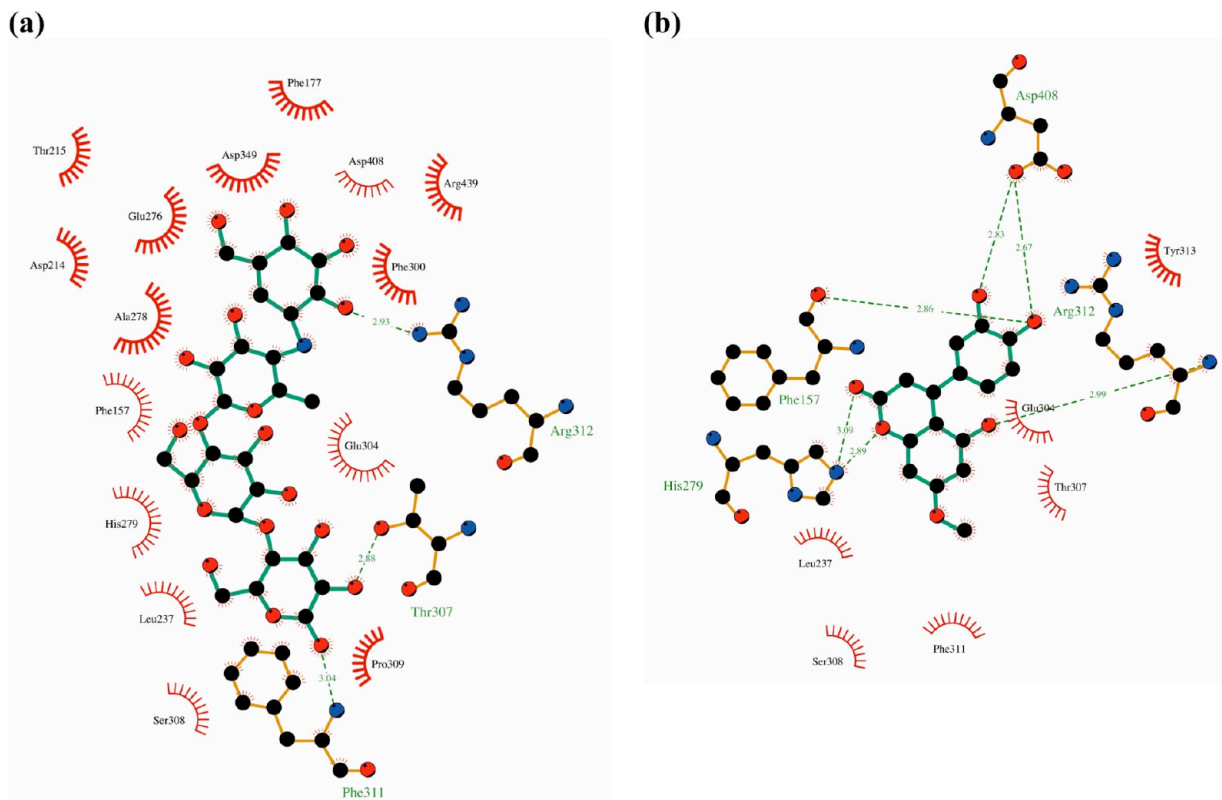 (a)
Phe177
Thr215
Asp349
Asp408
Arg439
Glu276
Asp214
Phe300
Ala278
2.93
Phe157
Arg312
Glu304
His279
2.88
Leu237
Thr307
Pro309
3.04
Ser308
Phe311
(b)
Asp408
2.83
2.67
Tyr313
Arg312
2.86
Phe157
2.99
Glu304
3.09
2.89
His279
Thr307
Leu237
Phe311
Ser308